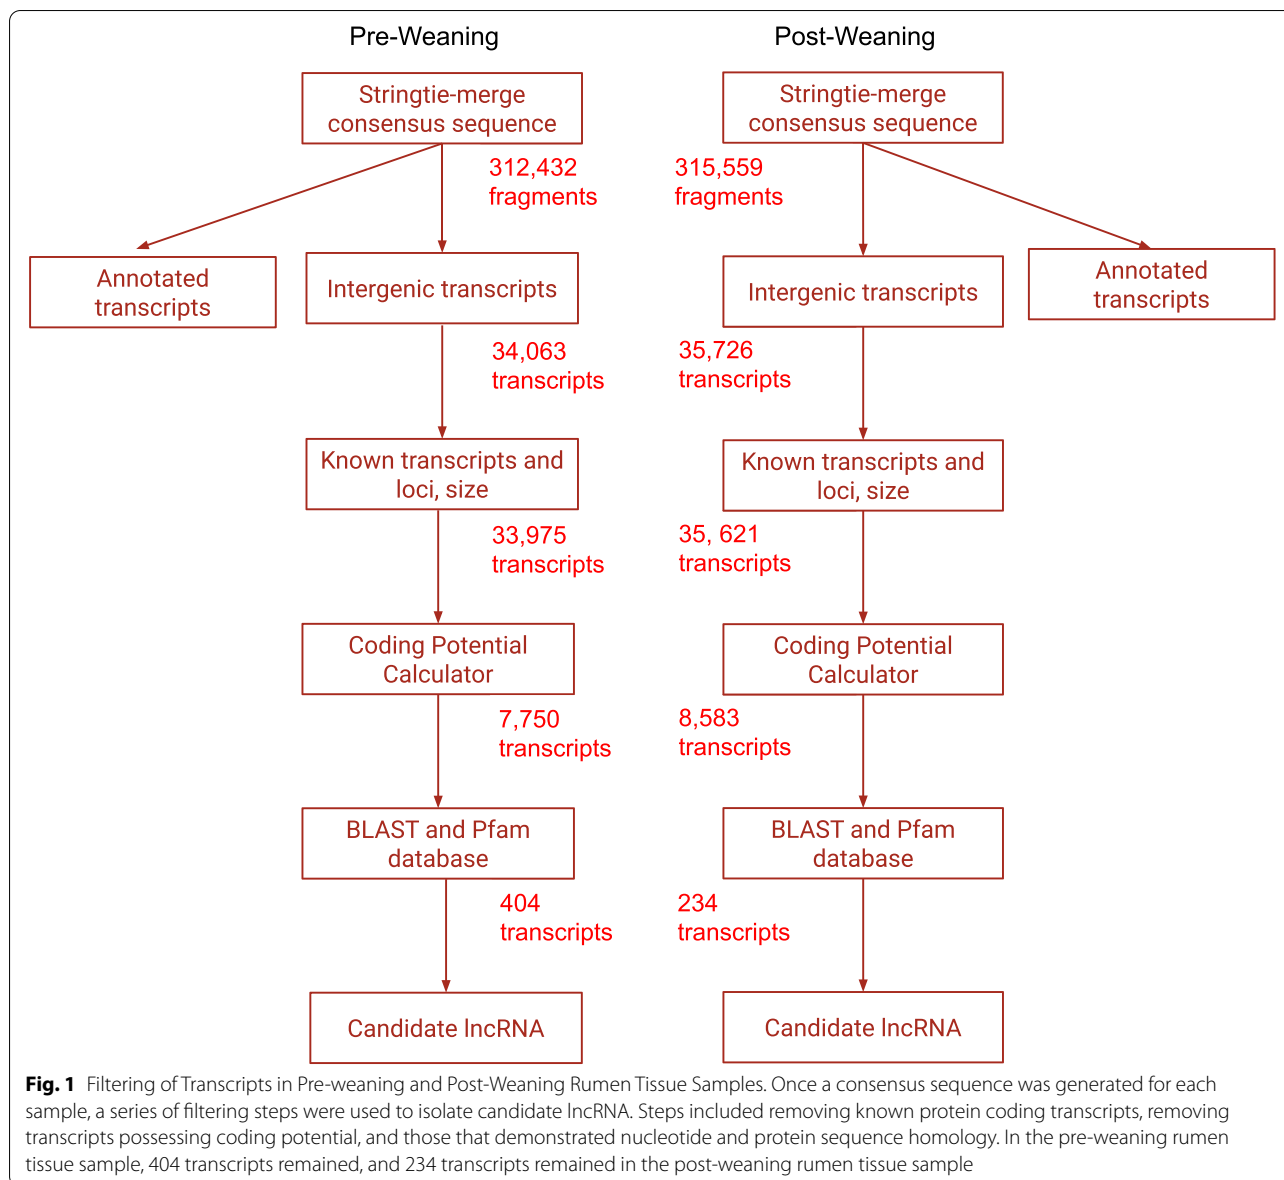 Pre-Weaning
Stringtie-merge
consensus sequence
312,432
fragments
Annotated
transcripts
Intergenic transcripts
34,063
transcripts
Known transcripts and
loci, size
33,975
transcripts
Coding Potential
Calculator
7,750
transcripts
BLAST and Pfam
database
404
transcripts
Candidate lncRNA
Post-Weaning
Stringtie-merge
consensus sequence
315,559
fragments
Intergenic transcripts
Annotated
transcripts
35,726
transcripts
Known transcripts and
loci, size
35, 621
transcripts
Coding Potential
Calculator
8,583
transcripts
BLAST and Pfam
database
234
transcripts
Candidate lncRNA
Fig. 1 Filtering of Transcripts in Pre-weaning and Post-Weaning Rumen Tissue Samples. Once a consensus sequence was generated for each
sample, a series of filtering steps were used to isolate candidate lncRNA. Steps included removing known protein coding transcripts, removing
transcripts possessing coding potential, and those that demonstrated nucleotide and protein sequence homology. In the pre-weaning rumen
tissue sample, 404 transcripts remained, and 234 transcripts remained in the post-weaning rumen tissue sample